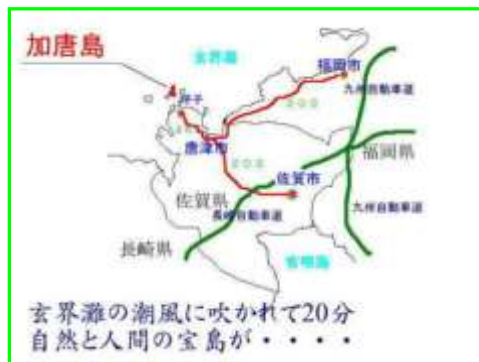 加唐島
玄界灘
福岡市
九州自動車道
呼子
唐津市
福岡県
佐賀市
佐賀県
長崎自動車道
九州自動車道
長崎県
有明海
玄界灘の潮風に吹かれて20分
自然と人間の宝島が・・・・